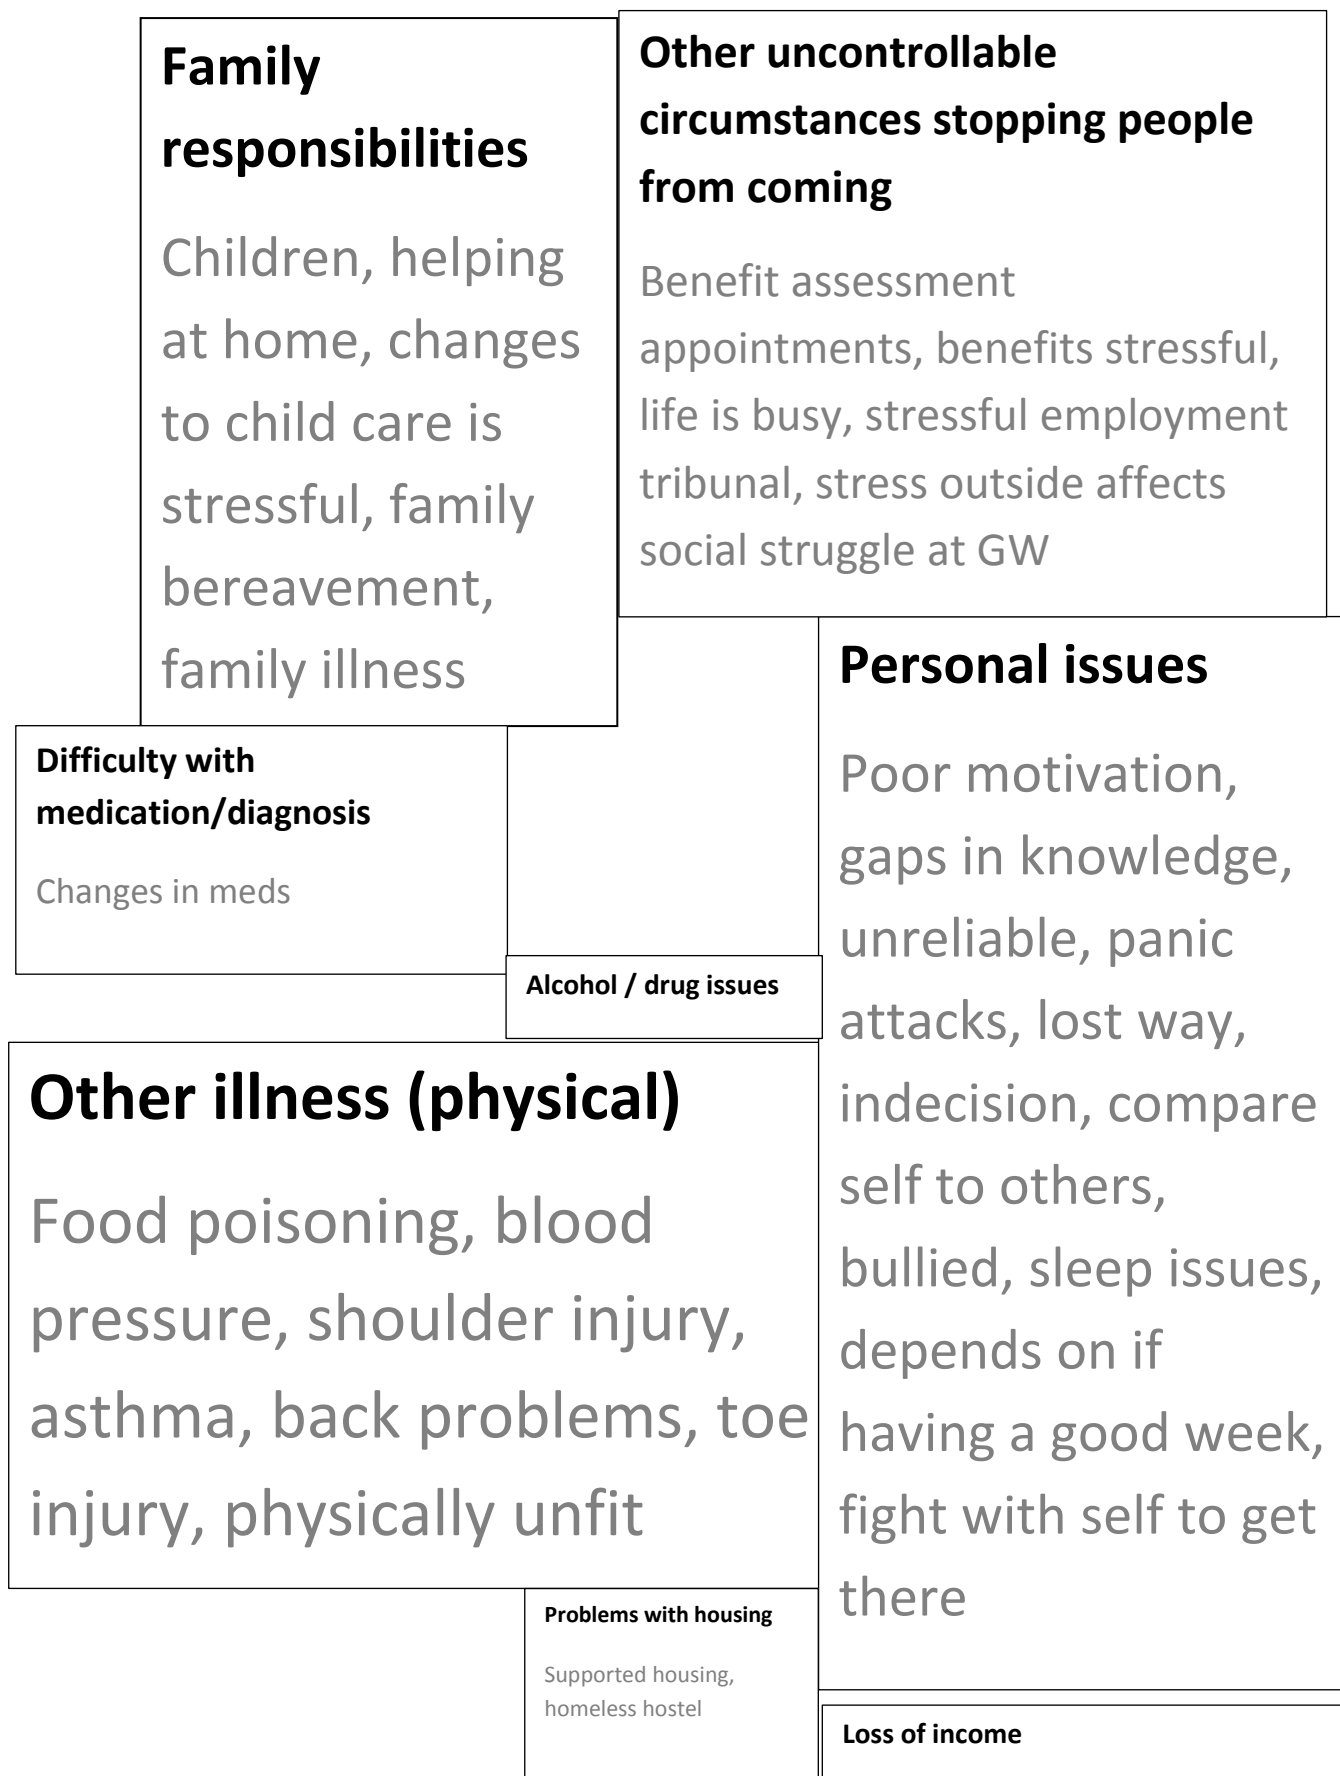 Family
responsibilities
Children, helping
at home, changes
to child care is
stressful, family
bereavement,
family illness
Other uncontrollable
circumstances stopping people
from coming
Benefit assessment
appointments, benefits stressful,
life is busy, stressful employment
tribunal, stress outside affects
social struggle at GW
Difficulty with
medication/diagnosis
Changes in meds
Alcohol / drug issues
Personal issues
Poor motivation,
gaps in knowledge,
unreliable, panic
attacks, lost way,
indecision, compare
self to others,
bullied, sleep issues,
depends on if
having a good week,
fight with self to get
there
Other illness (physical)
Food poisoning, blood
pressure, shoulder injury,
asthma, back problems, toe
injury, physically unfit
Problems with housing
Supported housing,
homeless hostel
Loss of income